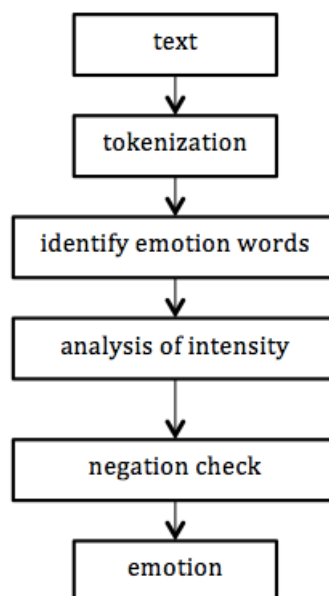 text
tokenization
identify emotion words
analysis of intensity
negation check
emotion